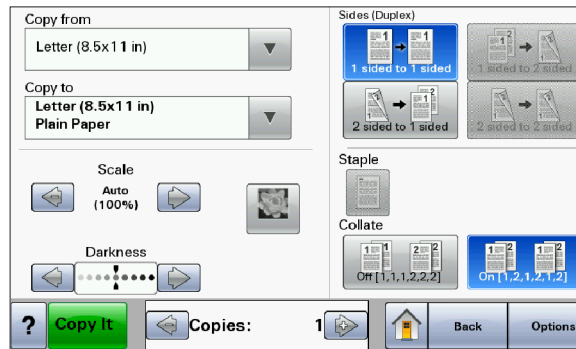 Copy from
Letter (8.5x11 in)
Copy to
Letter (8.5x11 in)
Plain Paper
Scale
Auto
(100%)
Darkness
Sides (Duplex)
1 sided to 1 sided
1 sided to 2 sided
2 sided to 1 sided
2 sided to 2 sided
Staple
Collate
Off [1,1,1,2,2,2]
On [1,2,1,2,1,2]
?
Copy It
Copies:
1
Back
Options